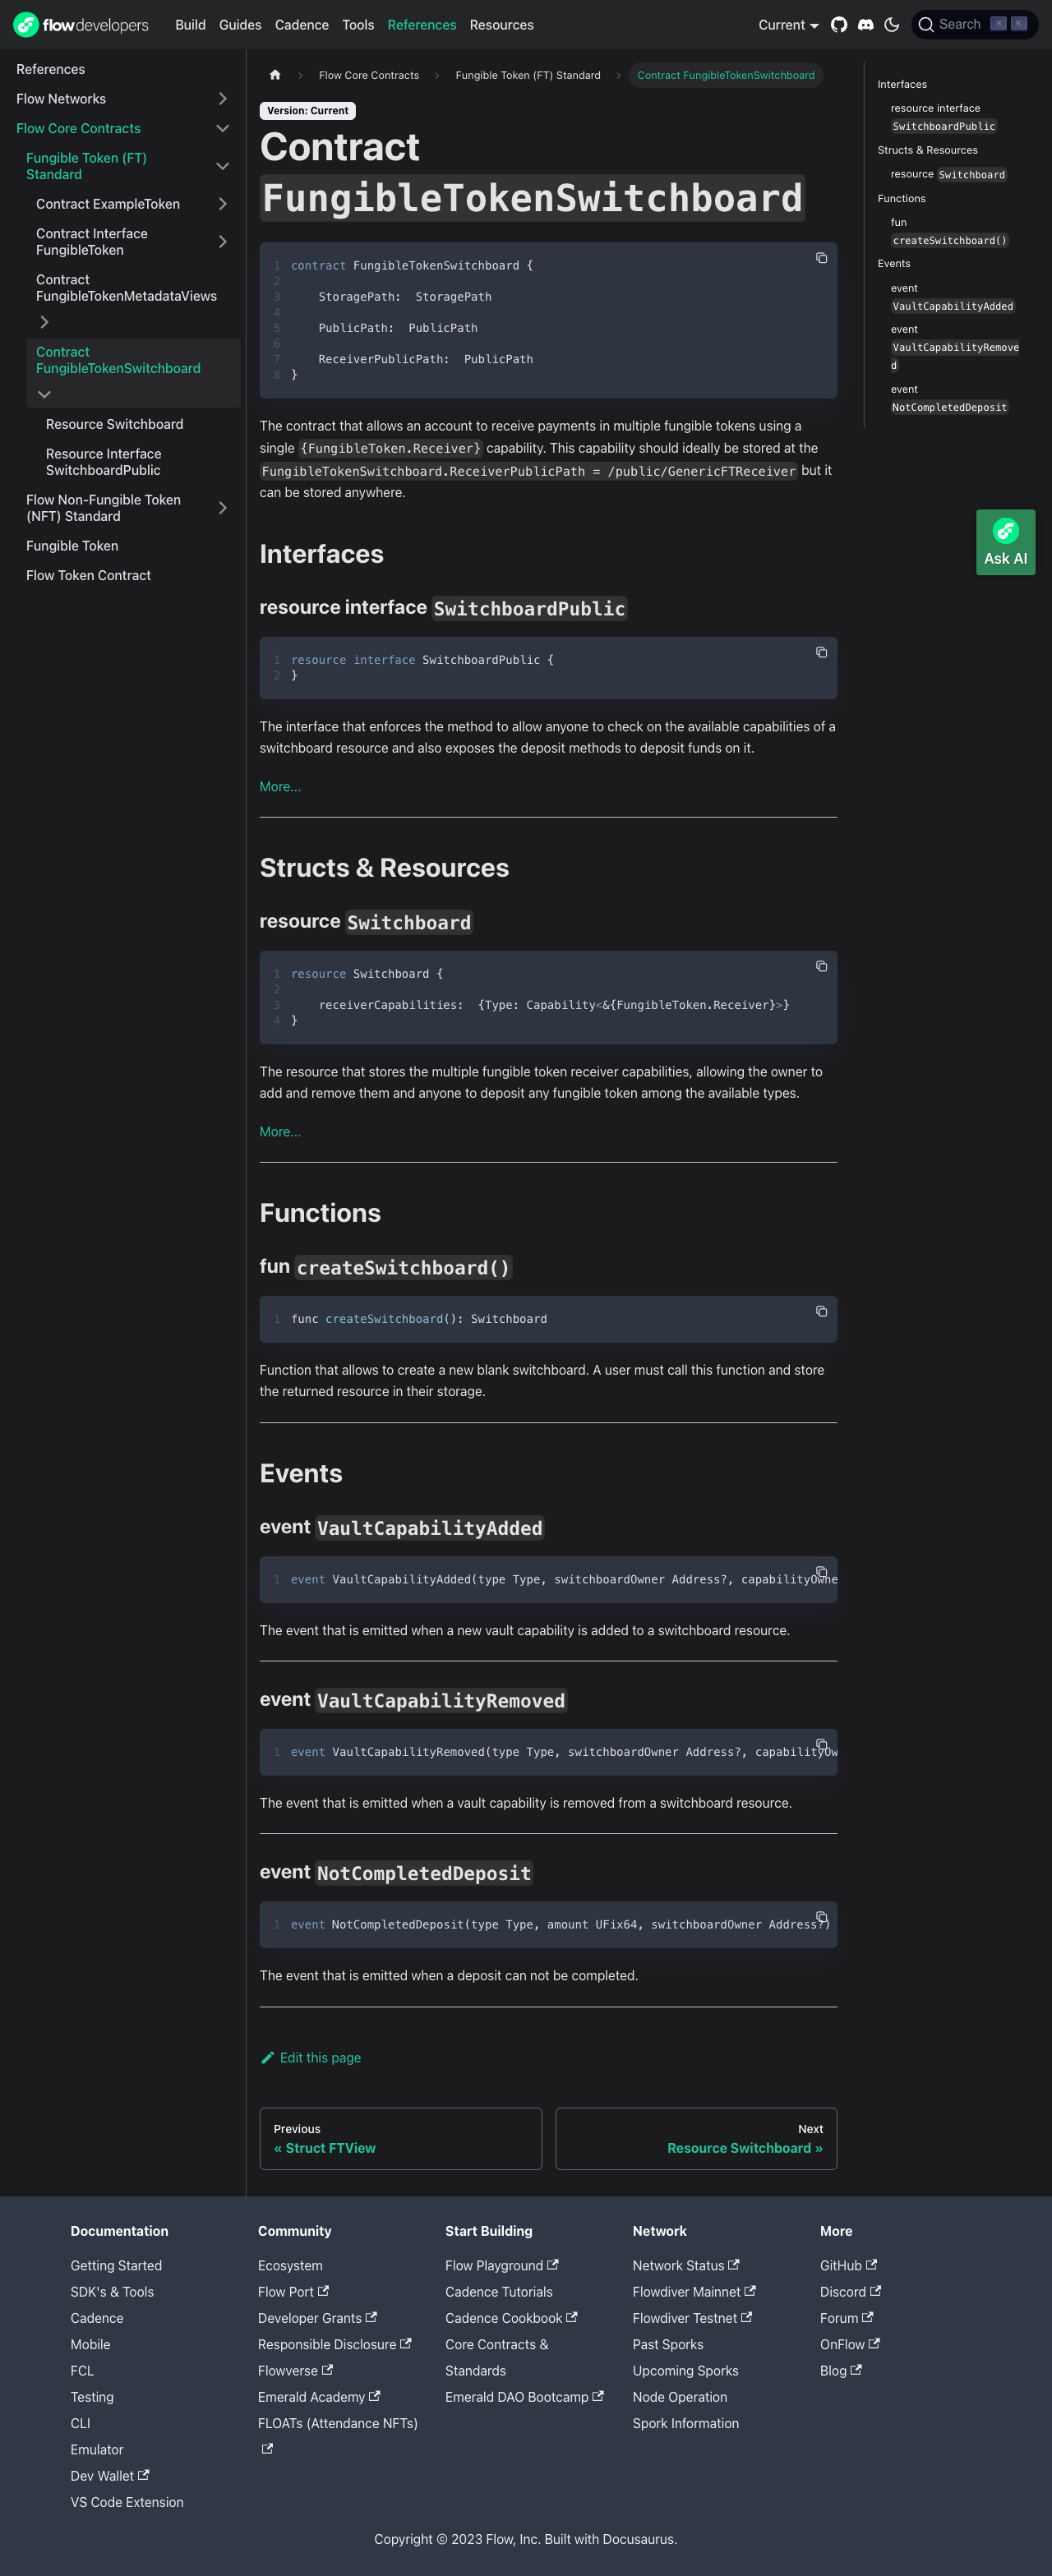 flowdevelopers Build Guides Cadence Tools References Resources Current Search ⌘ K
References
Flow Networks
Flow Core Contracts
Fungible Token (FT)
Standard
Contract ExampleToken
Contract Interface
FungibleToken
Contract
FungibleTokenMetadataViews
Contract
FungibleTokenSwitchboard
Resource Switchboard
Resource Interface
SwitchboardPublic
Flow Non-Fungible Token
(NFT) Standard
Fungible Token
Flow Token Contract
Flow Core Contracts Fungible Token (FT) Standard Contract FungibleTokenSwitchboard
Version: Current
Contract
FungibleTokenSwitchboard
1 contract FungibleTokenSwitchboard {
2
3 StoragePath:  StoragePath
4
5 PublicPath:  PublicPath
6
7 ReceiverPublicPath:  PublicPath
8 }
The contract that allows an account to receive payments in multiple fungible tokens using a
single {FungibleToken.Receiver} capability. This capability should ideally be stored at the
FungibleTokenSwitchboard.ReceiverPublicPath = /public/GenericFTReceiver but it
can be stored anywhere.
Interfaces
resource interface SwitchboardPublic
1 resource interface SwitchboardPublic {
2 }
The interface that enforces the method to allow anyone to check on the available capabilities of a
switchboard resource and also exposes the deposit methods to deposit funds on it.
More...
Structs & Resources
resource Switchboard
1 resource Switchboard {
2
3 receiverCapabilities:  {Type: Capability<&{FungibleToken.Receiver}>}
4 }
The resource that stores the multiple fungible token receiver capabilities, allowing the owner to
add and remove them and anyone to deposit any fungible token among the available types.
More...
Functions
fun createSwitchboard()
1 func createSwitchboard(): Switchboard
Function that allows to create a new blank switchboard. A user must call this function and store
the returned resource in their storage.
Events
event VaultCapabilityAdded
1 event VaultCapabilityAdded(type Type, switchboardOwner Address?, capabilityOwne
The event that is emitted when a new vault capability is added to a switchboard resource.
event VaultCapabilityRemoved
1 event VaultCapabilityRemoved(type Type, switchboardOwner Address?, capabilityOw
The event that is emitted when a vault capability is removed from a switchboard resource.
event NotCompletedDeposit
1 event NotCompletedDeposit(type Type, amount UFix64, switchboardOwner Address?)
The event that is emitted when a deposit can not be completed.
Edit this page
Previous
« Struct FTView
Next
Resource Switchboard »
Interfaces
resource interface
SwitchboardPublic
Structs & Resources
resource Switchboard
Functions
fun
createSwitchboard()
Events
event
VaultCapabilityAdded
event
VaultCapabilityRemove
d
event
NotCompletedDeposit
Ask AI
Documentation
Getting Started
SDK's & Tools
Cadence
Mobile
FCL
Testing
CLI
Emulator
Dev Wallet
VS Code Extension
Community
Ecosystem
Flow Port
Developer Grants
Responsible Disclosure
Flowverse
Emerald Academy
FLOATs (Attendance NFTs)
Start Building
Flow Playground
Cadence Tutorials
Cadence Cookbook
Core Contracts &
Standards
Emerald DAO Bootcamp
Network
Network Status
Flowdiver Mainnet
Flowdiver Testnet
Past Sporks
Upcoming Sporks
Node Operation
Spork Information
More
GitHub
Discord
Forum
OnFlow
Blog
Copyright © 2023 Flow, Inc. Built with Docusaurus.